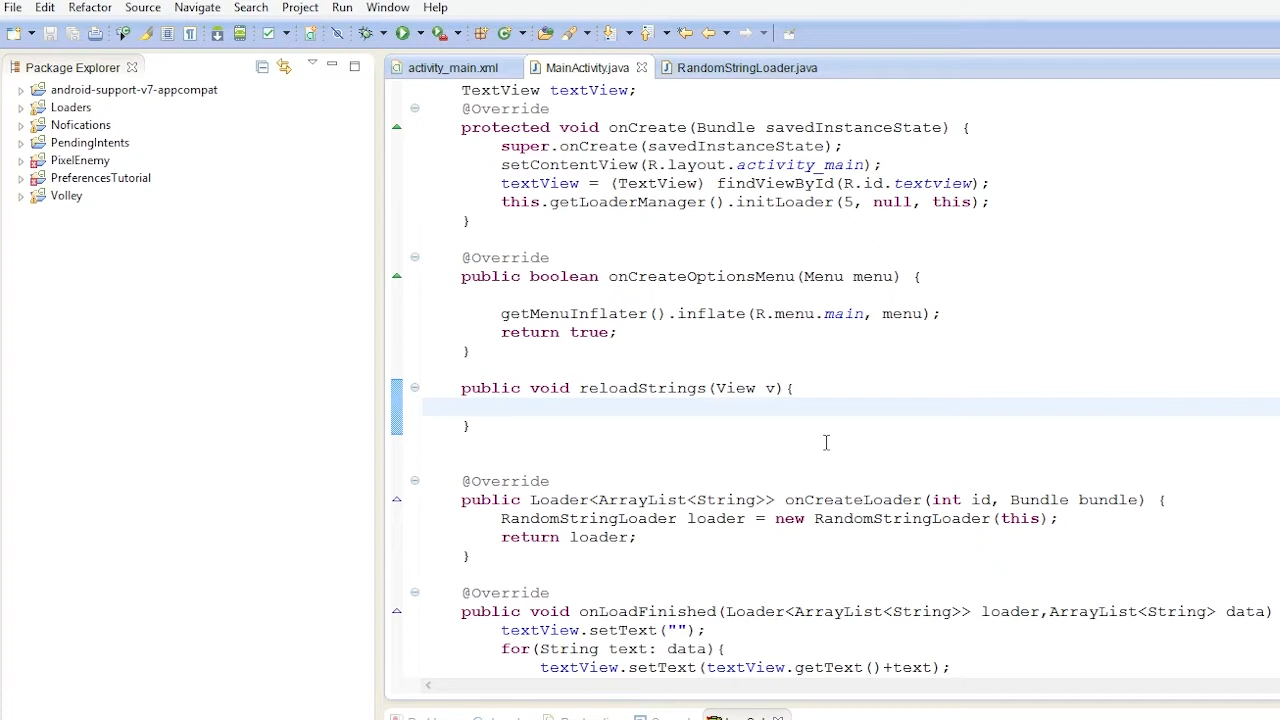 File Edit Refactor Source Navigate Search Project Run Window Help
Package Explorer
activity_main.xml MainActivity.java RandomStringLoader.java
android-support-v7-appcompat
Loaders
Nofications
PendingIntents
PixelEnemy
PreferencesTutorial
Volley
TextView textView;
@Override
protected void onCreate(Bundle savedInstanceState) {
super.onCreate(savedInstanceState);
setContentView(R.layout.activity_main);
textView = (TextView) findViewById(R.id.textview);
this.getLoaderManager().initLoader(5, null, this);
}
@Override
public boolean onCreateOptionsMenu(Menu menu) {
getMenuInflater().inflate(R.menu.main, menu);
return true;
}
public void reloadStrings(View v){
}
@Override
public Loader<ArrayList<String>> onCreateLoader(int id, Bundle bundle) {
RandomStringLoader loader = new RandomStringLoader(this);
return loader;
}
@Override
public void onLoadFinished(Loader<ArrayList<String>> loader,ArrayList<String> data)
textView.setText("");
for(String text: data){
textView.setText(textView.getText()+text);